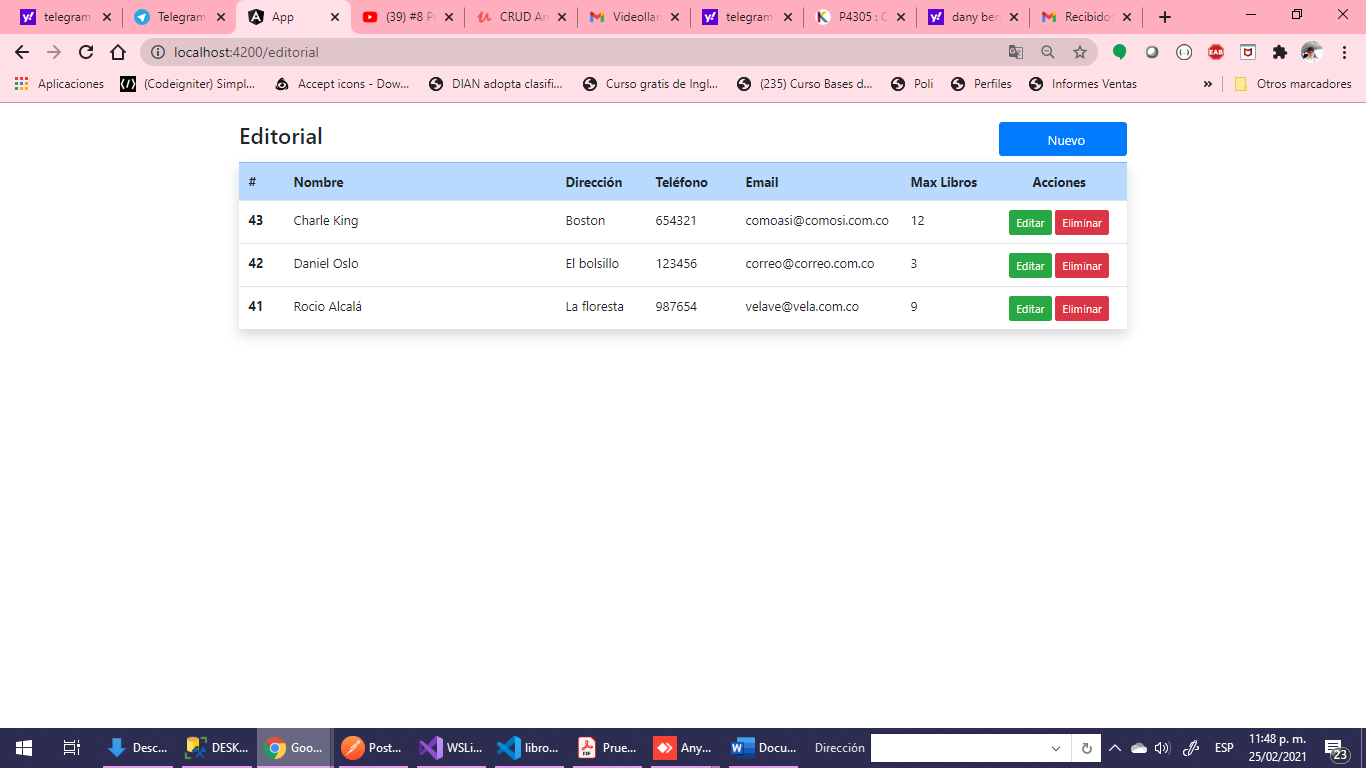 telegram
Telegram
App
(39) #8 P
CRUD An
Videollar
telegram
P4305 : C
dany ber
Recibidos
localhost:4200/editorial
Aplicaciones
(Codeigniter) Simpl...
Accept icons - Dow...
DIAN adopta clasifi...
Curso gratis de Ingl...
(235) Curso Bases d...
Poli
Perfiles
Informes Ventas
»
Otros marcadores
Editorial
Nuevo
# Nombre Dirección Teléfono Email Max Libros Acciones
43 Charle King Boston 654321 comoasi@comosi.com.co 12 Editar Eliminar
42 Daniel Oslo El bolsillo 123456 correo@correo.com.co 3 Editar Eliminar
41 Rocio Alcalá La floresta 987654 velave@vela.com.co 9 Editar Eliminar
Desc...
DESK...
Goo...
Post...
WSLi...
libro...
Prue...
Any...
Docu...
Dirección
ESP
11:48 p. m.
25/02/2021
23